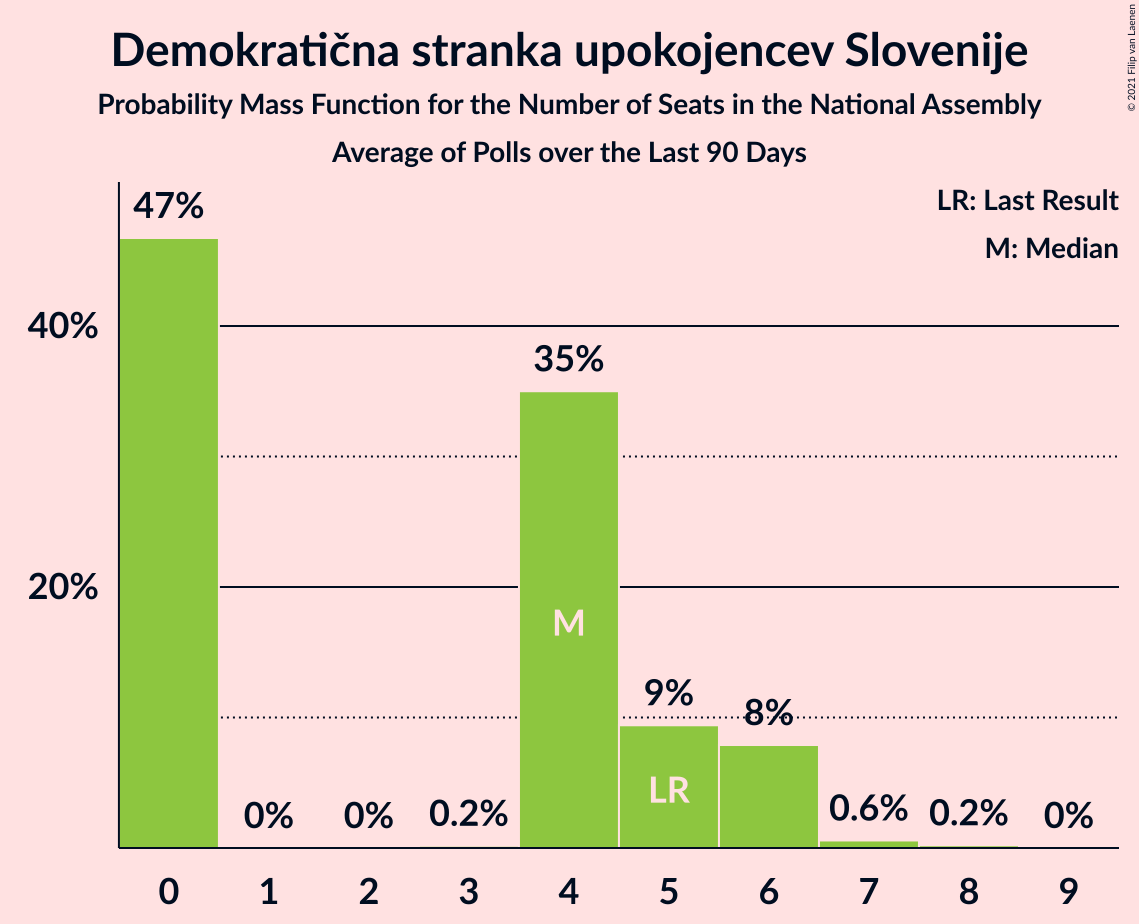 Demokratična stranka upokojencev Slovenije
Probability Mass Function for the Number of Seats in the National Assembly
Average of Polls over the Last 90 Days
© 2021 Filip van Laenen
LR: Last Result
M: Median
47%
40%
35%
20%
M
9%
8%
LR
0%
0%
0.2%
0.6%
0.2%
0%
0 1 2 3 4 5 6 7 8 9